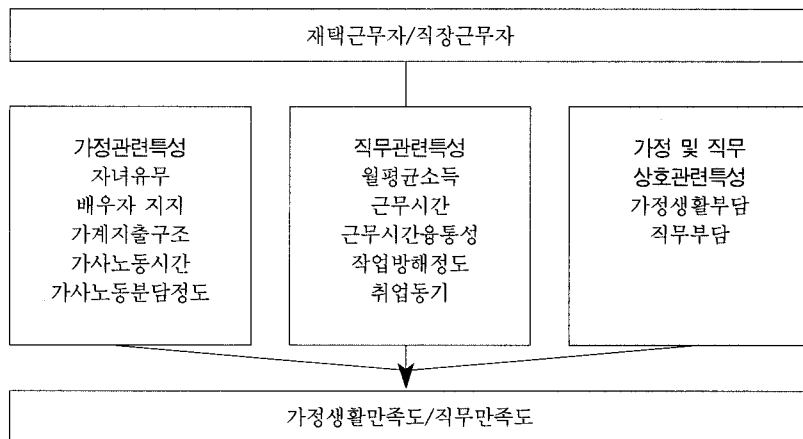 재택근무자/직장근무자
가정관련특성
자녀유무
배우자 지지
가계지출구조
가사노동시간
가사노동분담정도
직무관련특성
월평균소득
근무시간
근무시간융통성
작업방해정도
취업동기
가정 및 직무
상호관련특성
가정생활부담
직무부담
가정생활만족도/직무만족도